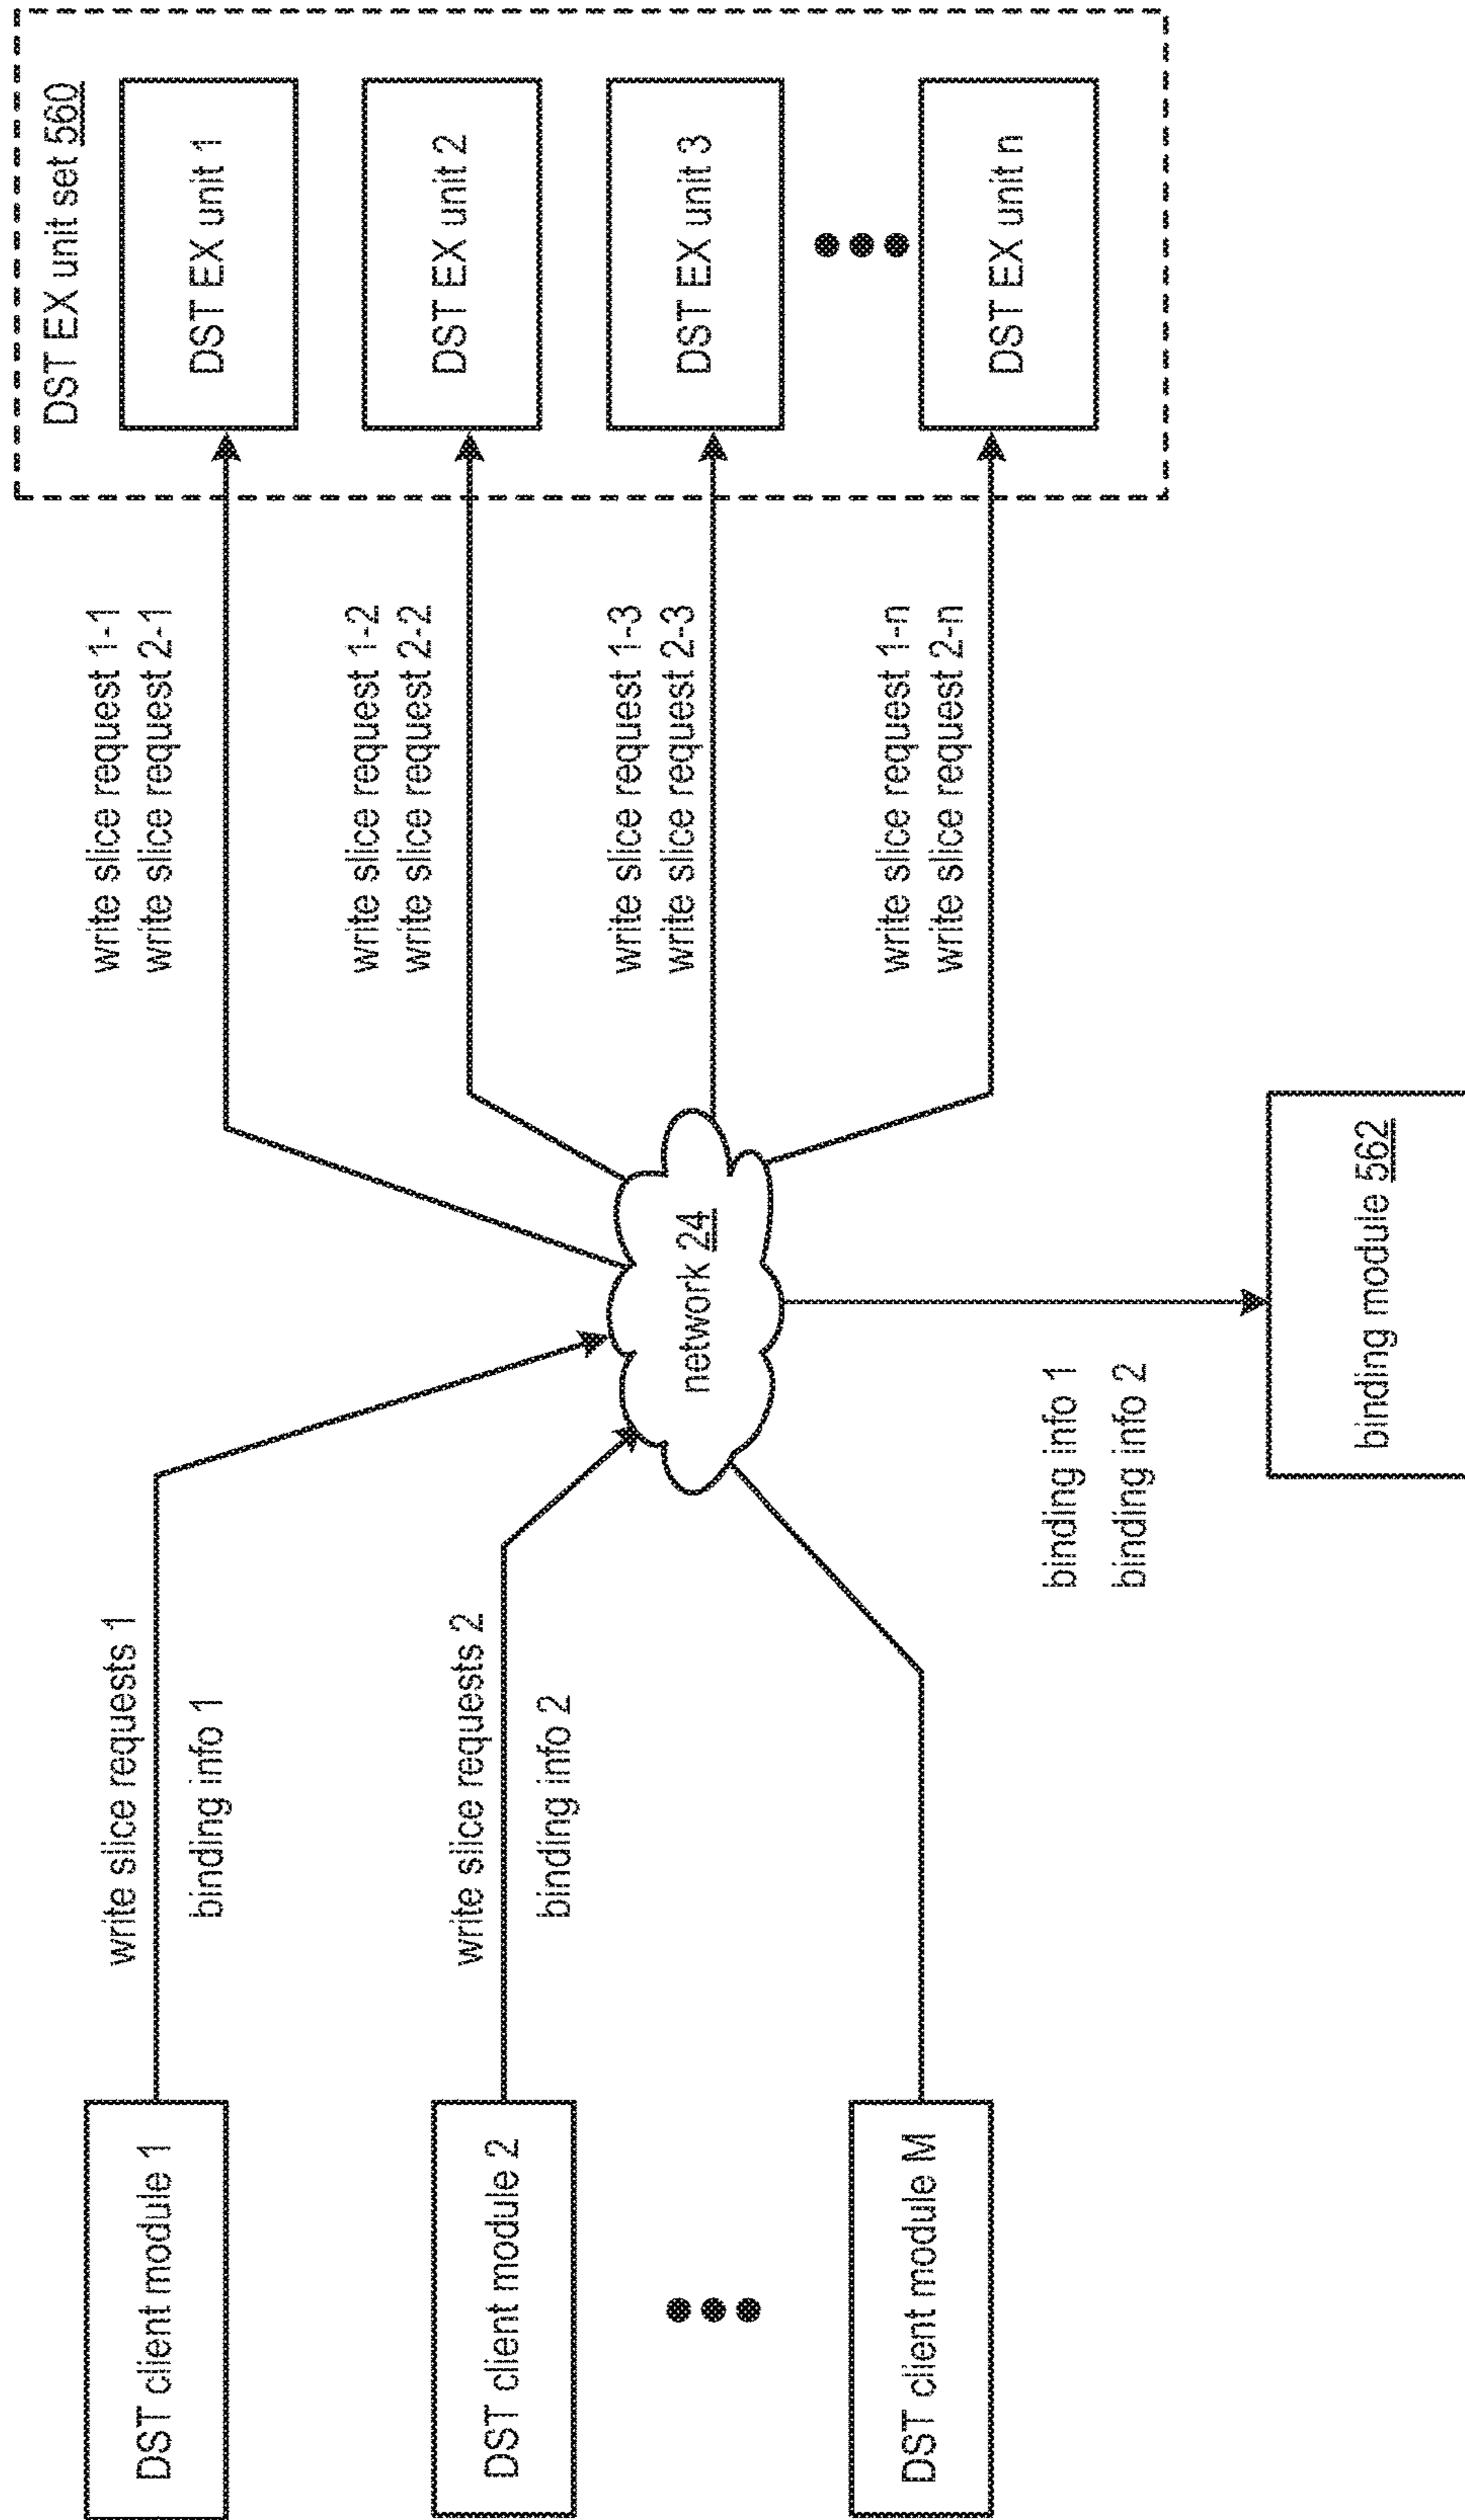 DST client module 1
write slice requests 1
binding info 1
DST client module 2
write slice requests 2
binding info 2
DST client module M
network 24
binding info 1
binding info 2
binding module 562
write slice request 1-1
write slice request 2-1
write slice request 1-2
write slice request 2-2
write slice request 1-3
write slice request 2-3
write slice request 1-n
write slice request 2-n
DST EX unit set 560
DST EX unit 1
DST EX unit 2
DST EX unit 3
DST EX unit n